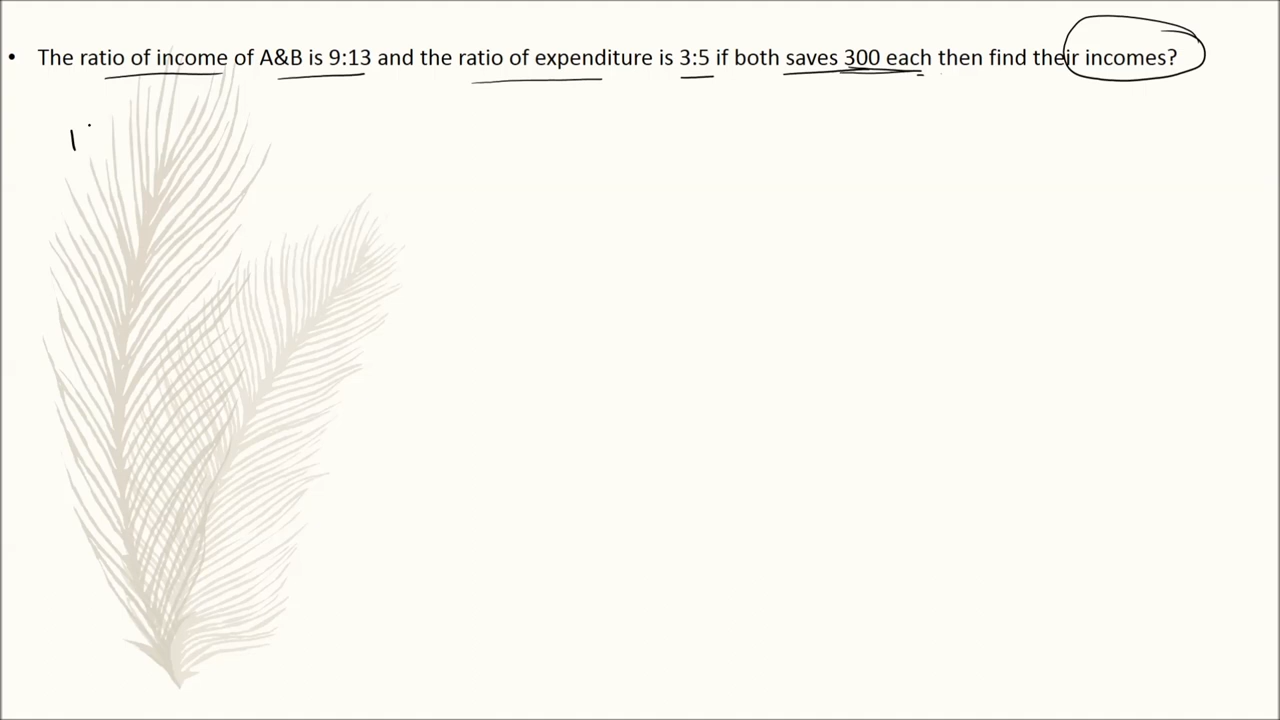 • The ratio of income of A&B is 9:13 and the ratio of expenditure is 3:5 if both saves 300 each then find their incomes?